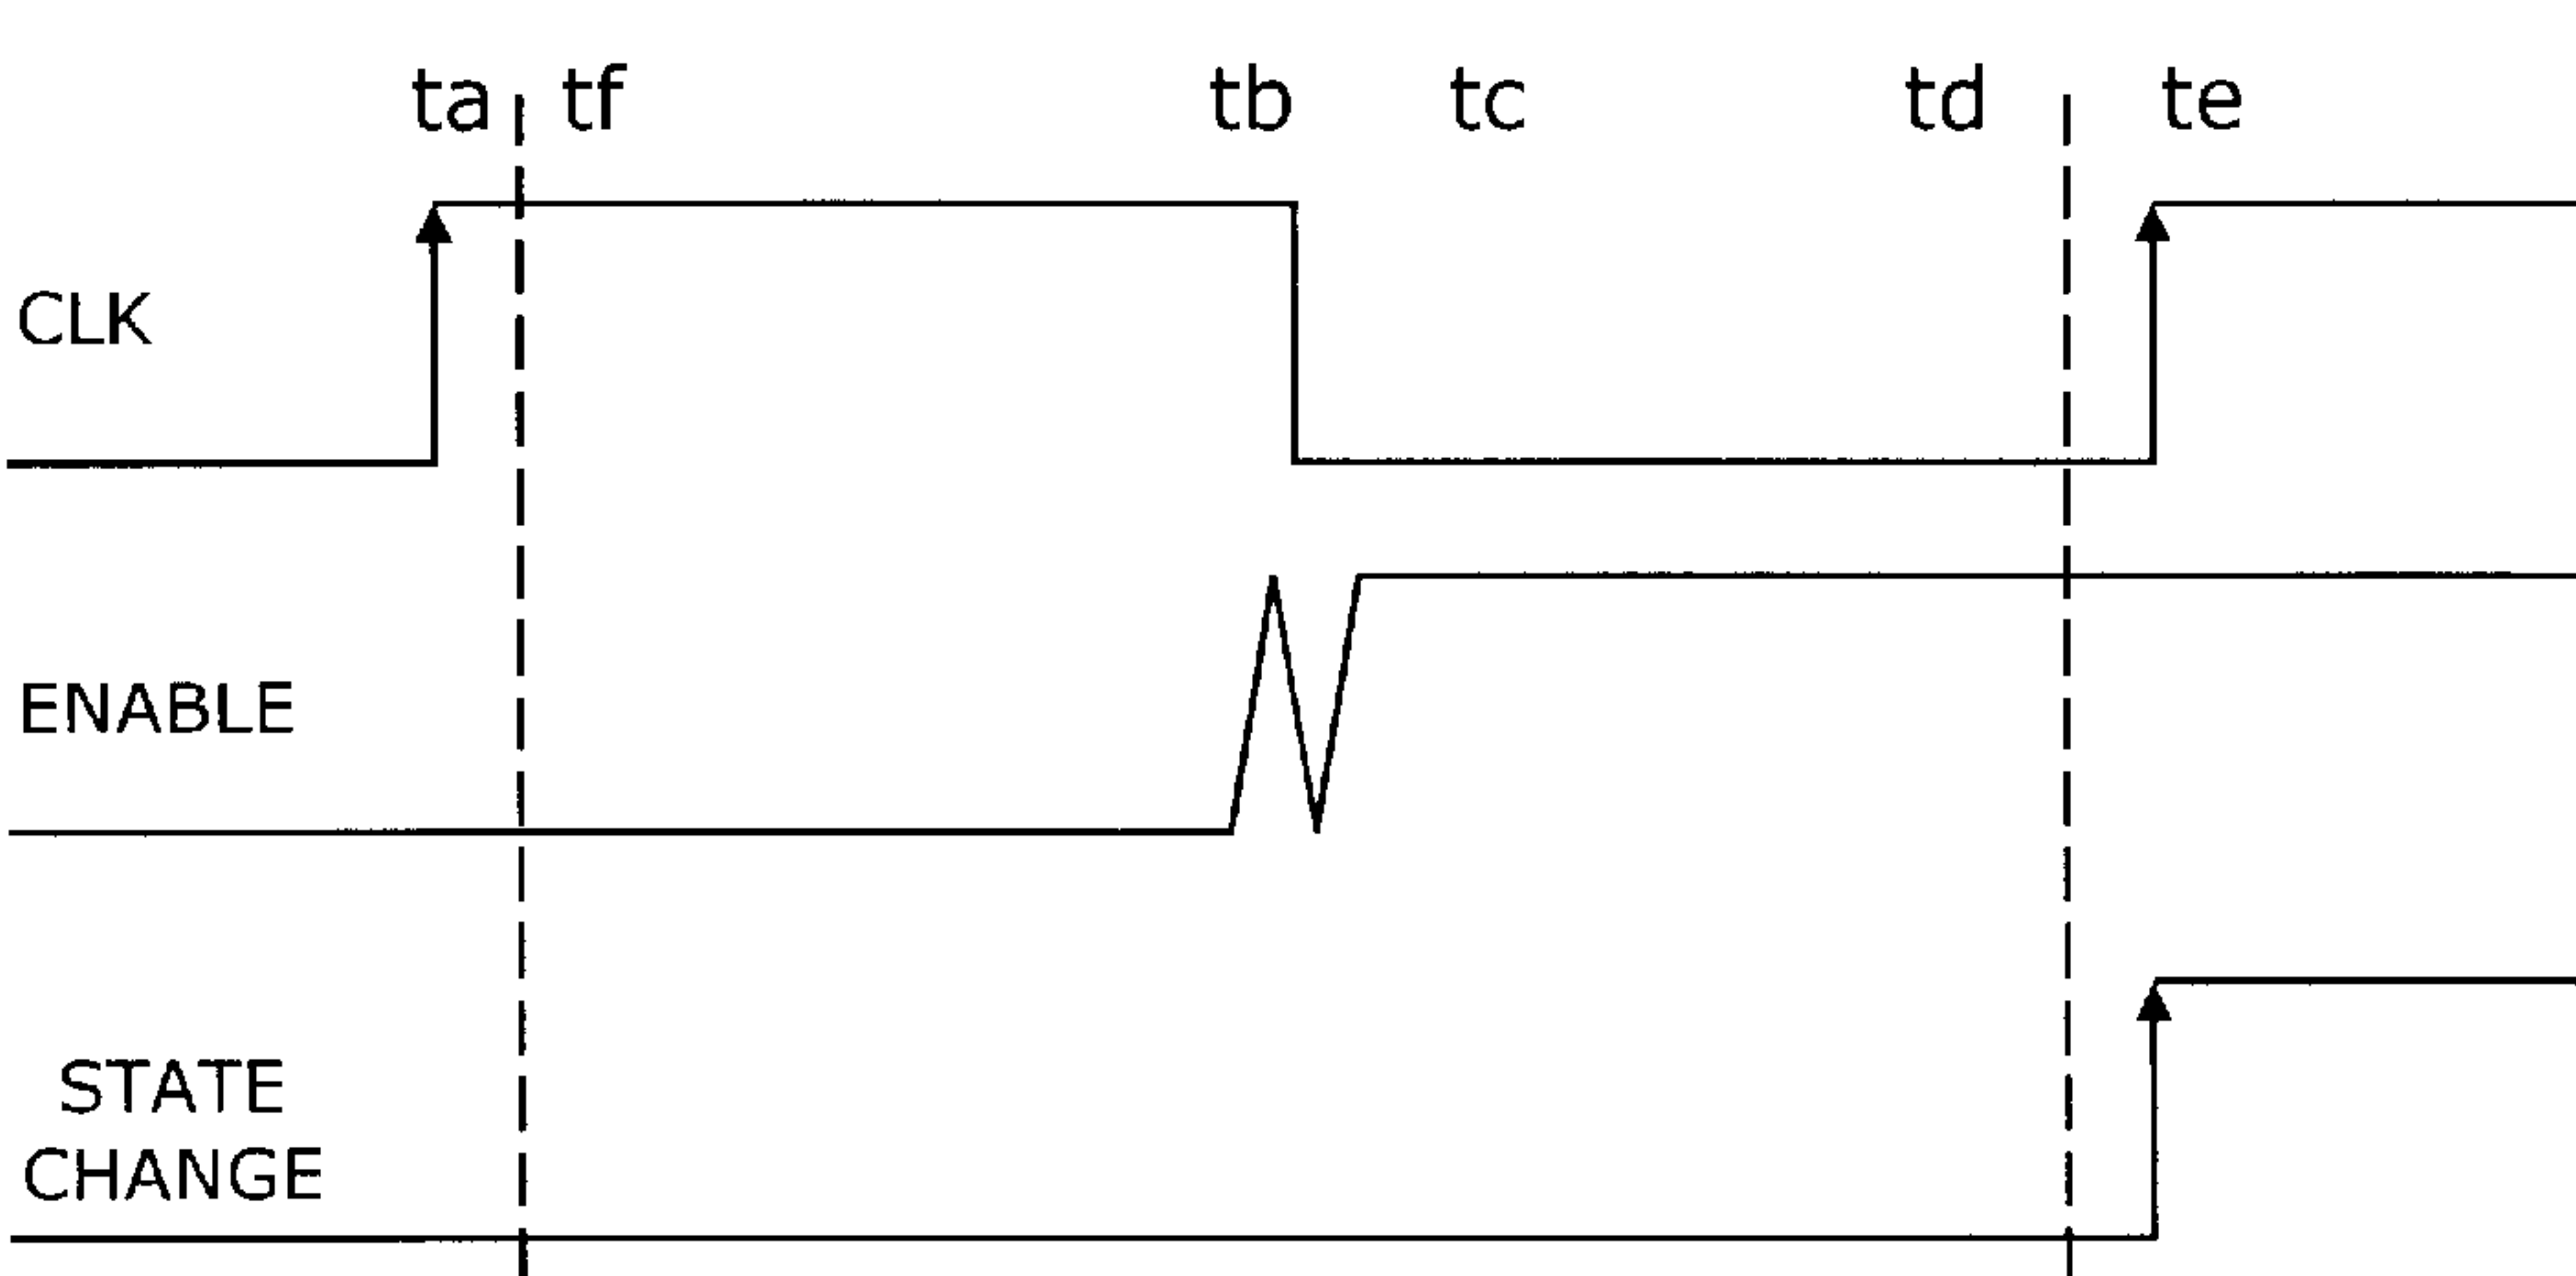 ta tf tb tc td te
CLK
ENABLE
STATE
CHANGE